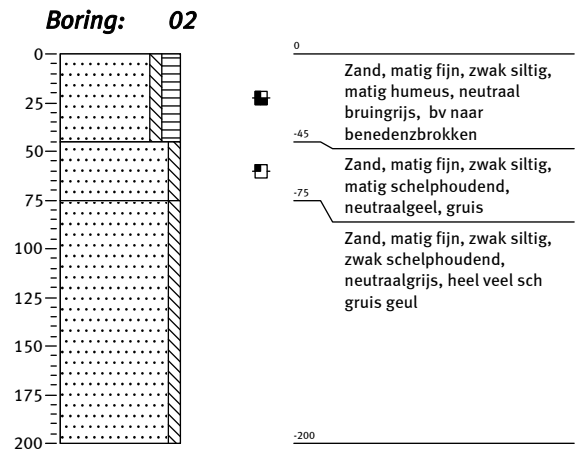 Boring: 02
0
25
50
75
100
125
150
175
200
0
Zand, matig fijn, zwak siltig,
matig humeus, neutraal
bruingrijs, bv naar
benedenzbrokken
-45
Zand, matig fijn, zwak siltig,
matig schelphoudend,
neutraalgeel, gruis
-75
Zand, matig fijn, zwak siltig,
zwak schelphoudend,
neutraalgrijs, heel veel sch
gruis geul
-200